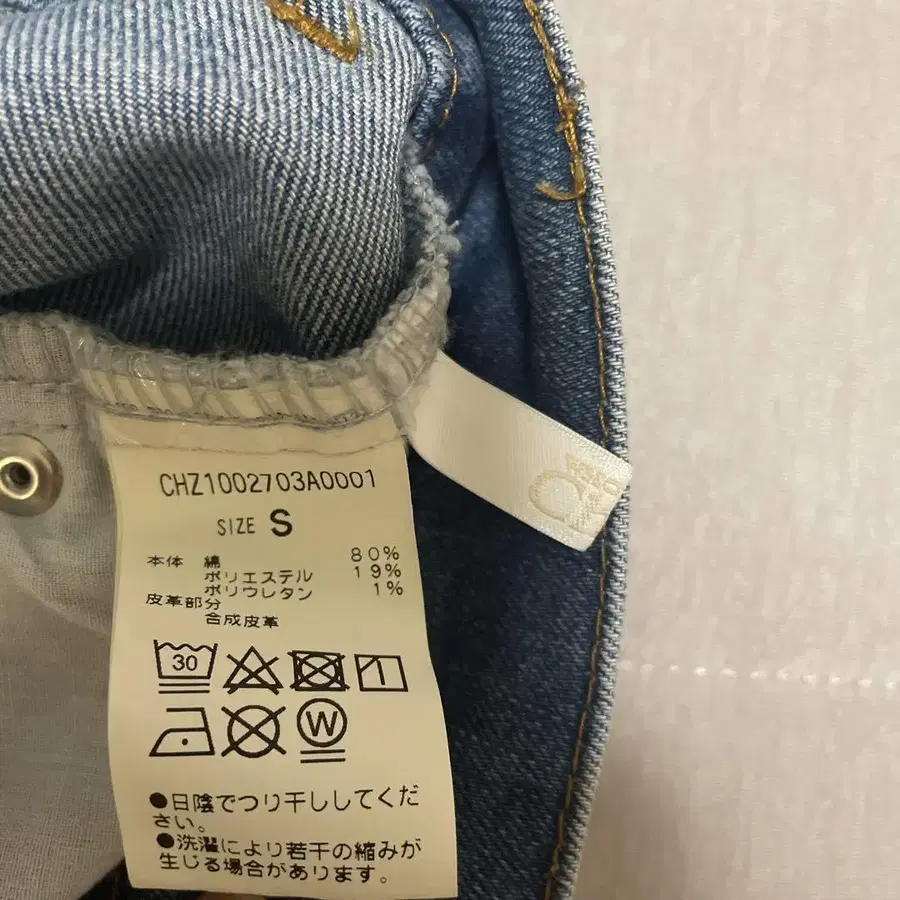 CHZ1002703A0001
SIZE S
本体 綿 80%
ポリエステル 19%
ポリウレタン 1%
皮革部分
合成皮革
30
W
●日陰でつり干ししてくだ
さい。
●洗濯により若干の縮みが
生じる場合があります。